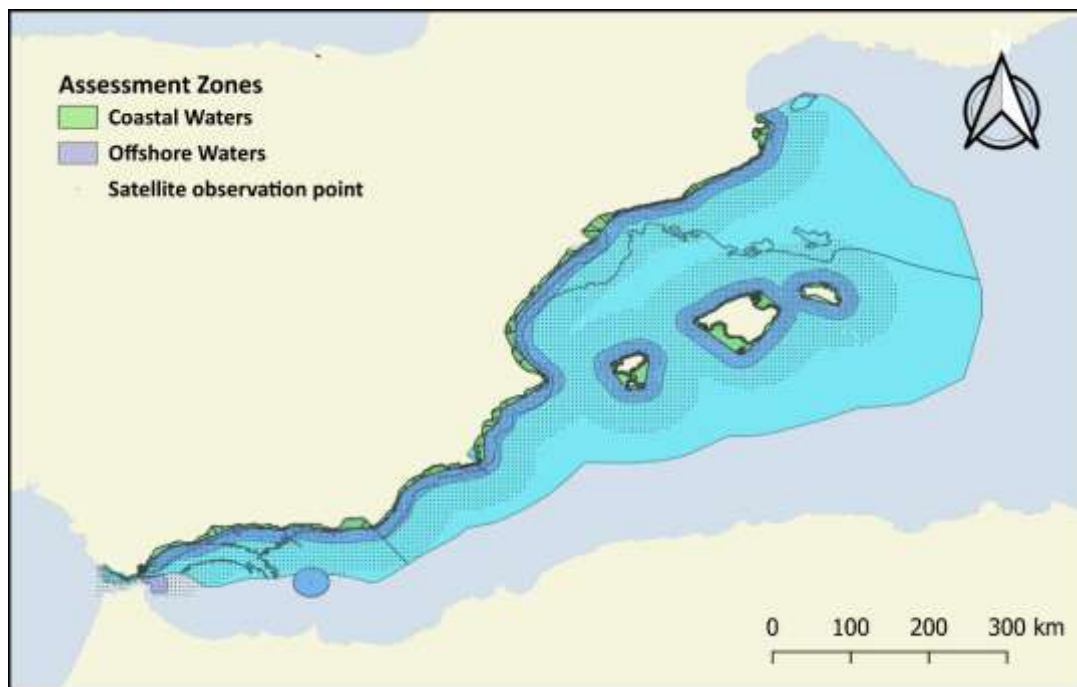 N
Assessment Zones
Coastal Waters
Offshore Waters
Satellite observation point
0 100 200 300 km